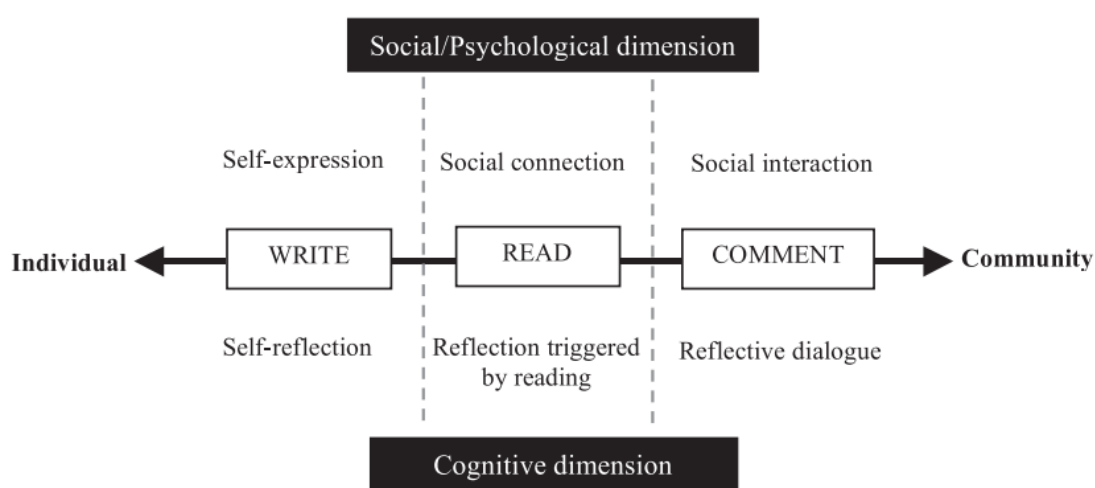 Social/Psychological dimension
Self-expression
Social connection
Social interaction
Individual
WRITE
READ
COMMENT
Community
Self-reflection
Reflection triggered
by reading
Reflective dialogue
Cognitive dimension